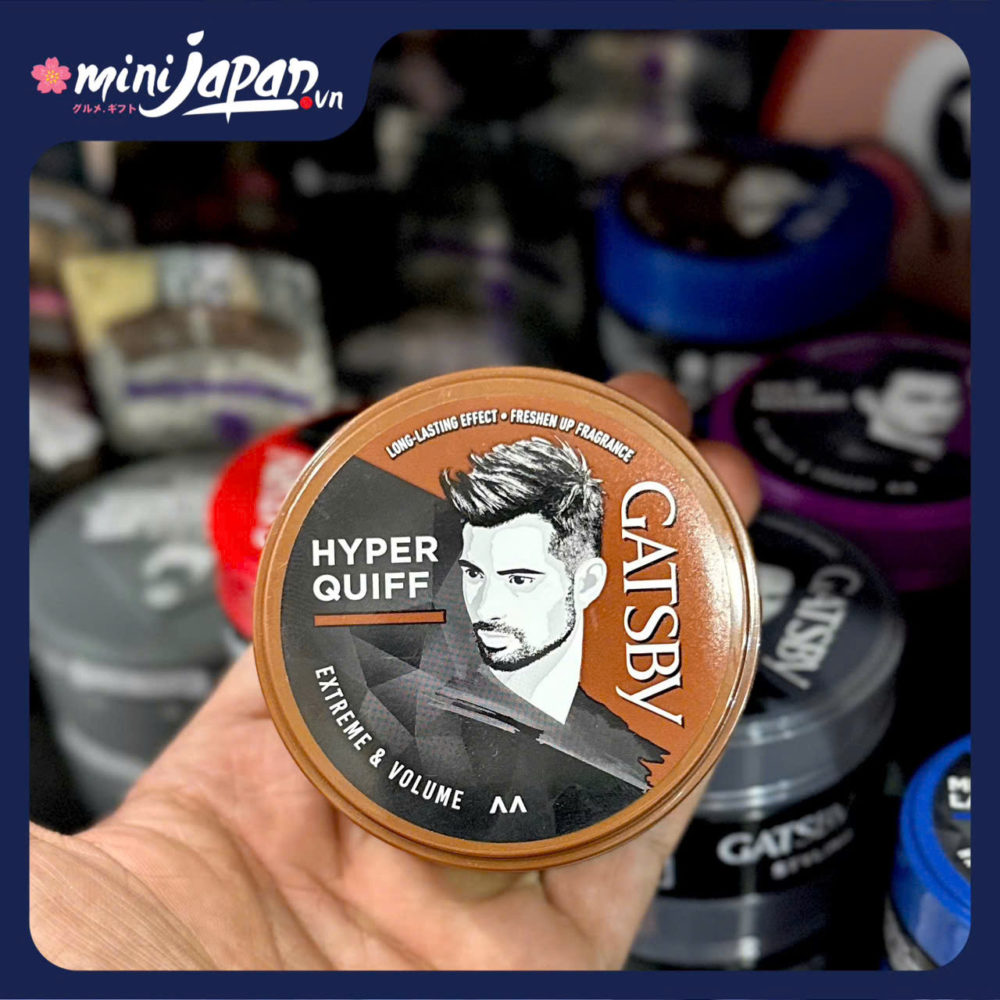 minijapan.vn
グルメ.ギフト
LONG-LASTING EFFECT • FRESHEN UP FRAGRANCE
HYPER
QUIFF
GATSBY
EXTREME & VOLUME
GATSBY
GATSBY